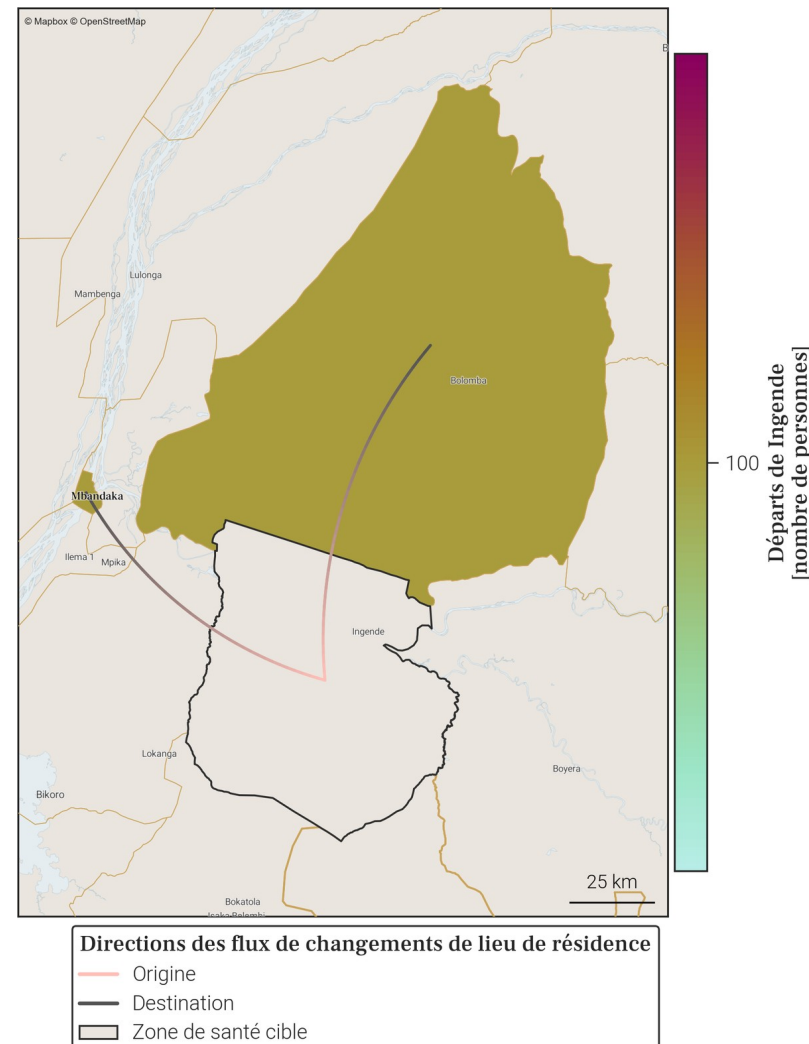 © Mapbox © OpenStreetMap
B
Lulonga
Mambenga
Bolomba
100
Départs de Ingende
[nombre de personnes]
Mbandaka
Ilema 1
Mpika
Ingende
Lokanga
Boyera
Bikoro
25 km
Bokatola
Isaka-Bolombi
Directions des flux de changements de lieu de résidence
Origine
Destination
Zone de santé cible